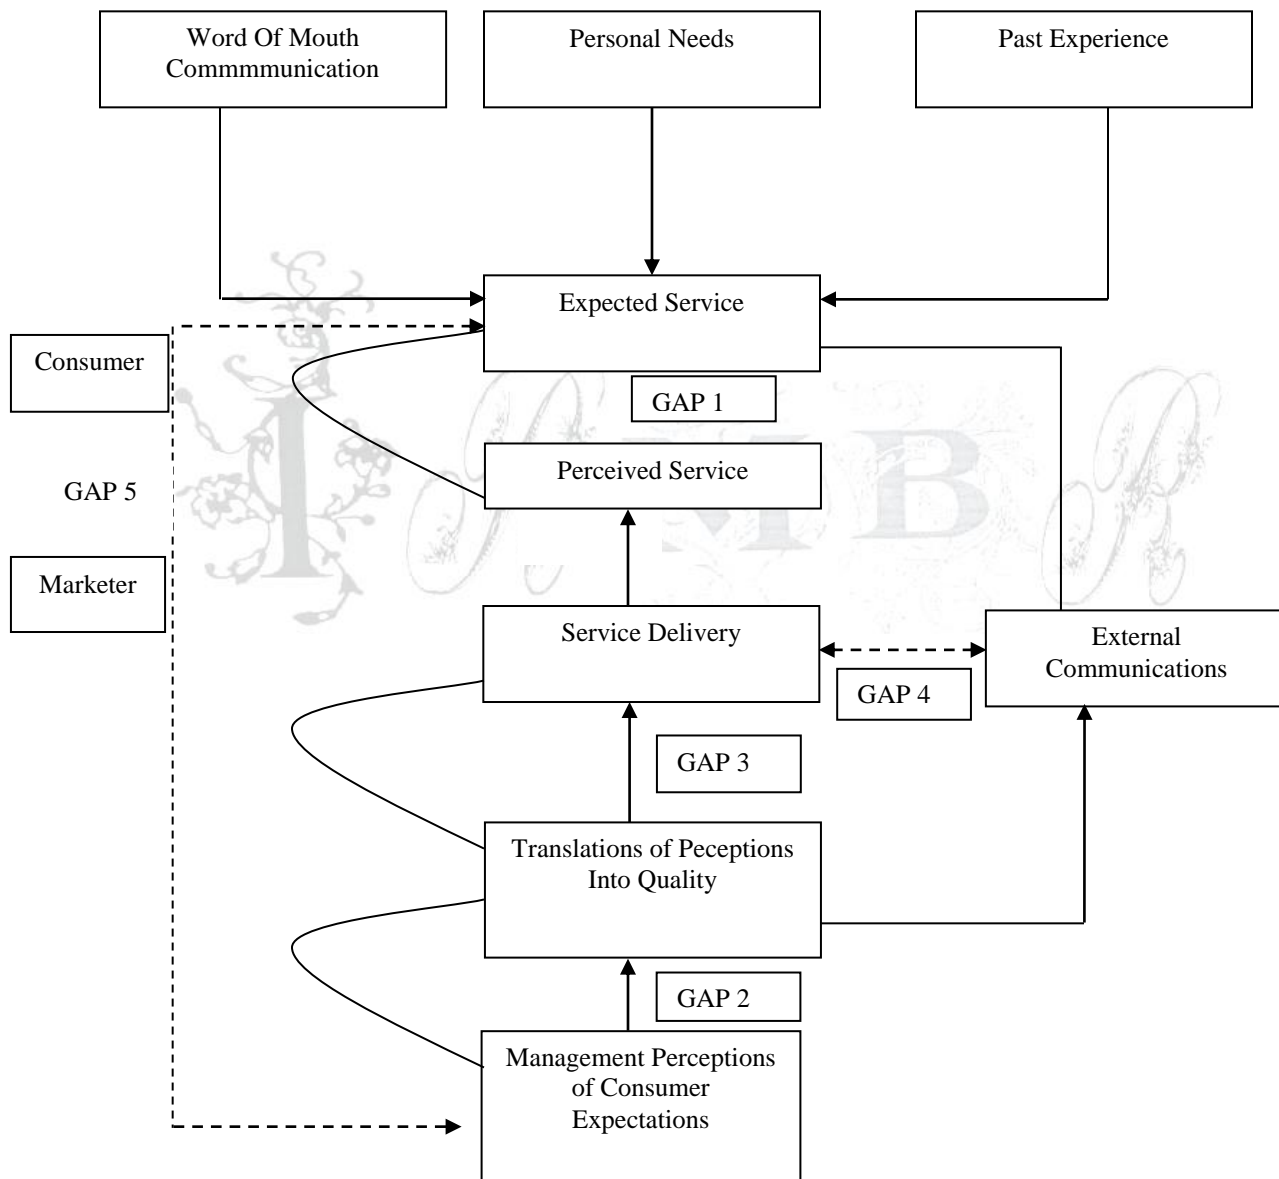 Word Of Mouth
Commmmunication
Personal Needs
Past Experience
Expected Service
Consumer
GAP 1
Perceived Service
GAP 5
Marketer
Service Delivery
External
Communications
GAP 4
GAP 3
Translations of Peceptions
Into Quality
GAP 2
Management Perceptions
of Consumer
Expectations